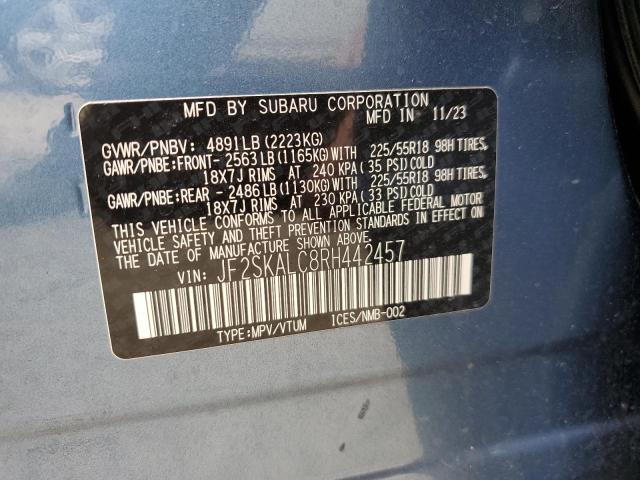 MFD BY SUBARU CORPORATION
MFD IN 11/23
GVWR/PNBV: 4891LB (2223KG)
GAWR/PNBE:FRONT- 2563LB (1165KG)WITH 225/55R18 98H TIRES,
18X7J RIMS AT 240 KPA (35 PSI) COLD
GAWR/PNBE:REAR - 2486LB (1130KG)WITH 225/55R18 98H TIRES,
18X7J RIMS AT 230 KPA (33 PSI) COLD
THIS VEHICLE CONFORMS TO ALL APPLICABLE FEDERAL MOTOR
VEHICLE SAFETY AND THEFT PREVENTION STANDARDS IN EFFECT ON
THE DATE OF MANUFACTURE SHOWN ABOVE.
VIN: JF2SKALC8RH442457
TYPE:MPV/VTUM ICES/NMB-002